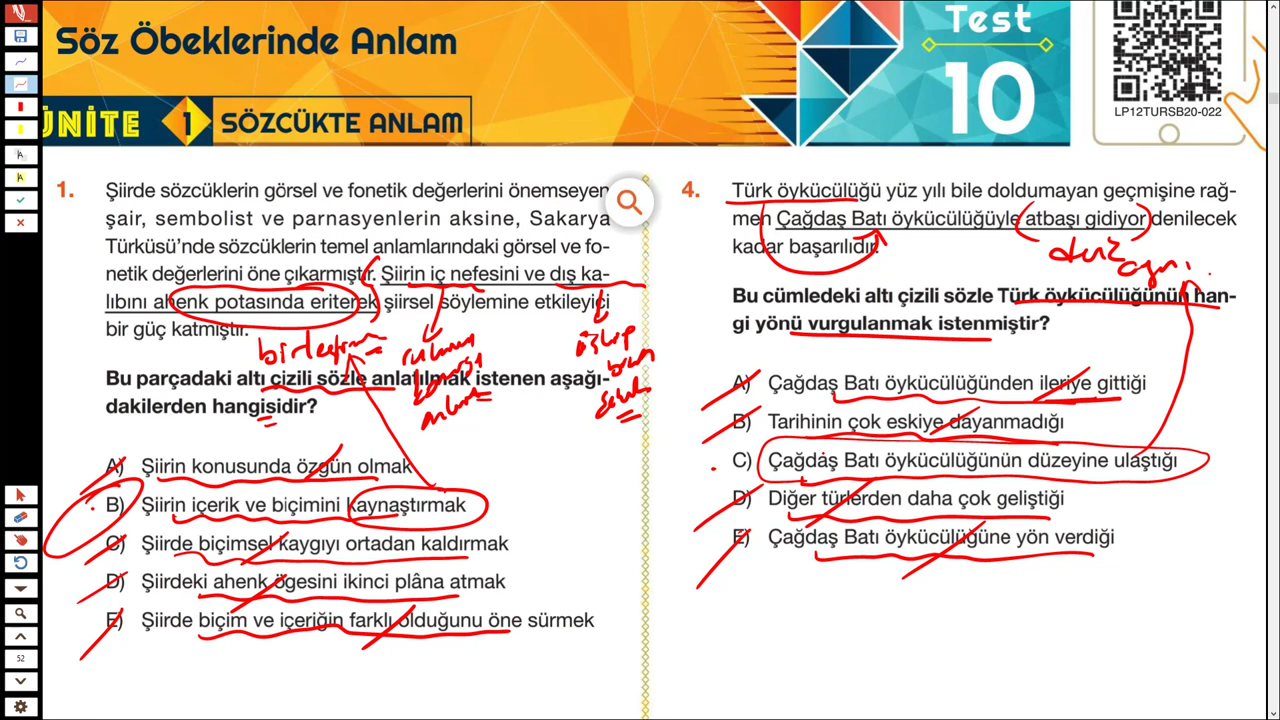 Söz Öbeklerinde Anlam
Test
10
ÜNİTE 1 SÖZCÜKTE ANLAM
LP12TURSB20-022
1. Şiirde sözcüklerin görsel ve fonetik değerlerini önemseyen
şair, sembolist ve parnasyenlerin aksine, Sakarya
Türküsü’nde sözcüklerin temel anlamlarındaki görsel ve fo-
netik değerlerini öne çıkarmıştır. Şiirin iç nefesini ve dış ka-
lıbını ahenk potasında eriterek şiirsel söylemine etkileyici
bir güç katmıştır.
birleştirme
Bu parçadaki altı çizili sözle anlatılmak istenen aşağı-
dakilerden hangisidir?
A) Şiirin konusunda özgün olmak
B) Şiirin içerik ve biçimini kaynaştırmak
C) Şiirde biçimsel kaygıyı ortadan kaldırmak
D) Şiirdeki ahenk ögesini ikinci plâna atmak
E) Şiirde biçim ve içeriğin farklı olduğunu öne sürmek
4. Türk öykücülüğü yüz yılı bile doldumayan geçmişine rağ-
men Çağdaş Batı öykücülüğüyle atbaşı gidiyor denilecek
kadar başarılıdır.
Bu cümledeki altı çizili sözle Türk öykücülüğünün han-
gi yönü vurgulanmak istenmiştir?
A) Çağdaş Batı öykücülüğünden ileriye gittiği
B) Tarihinin çok eskiye dayanmadığı
C) Çağdaş Batı öykücülüğünün düzeyine ulaştığı
D) Diğer türlerden daha çok geliştiği
E) Çağdaş Batı öykücülüğüne yön verdiği
52